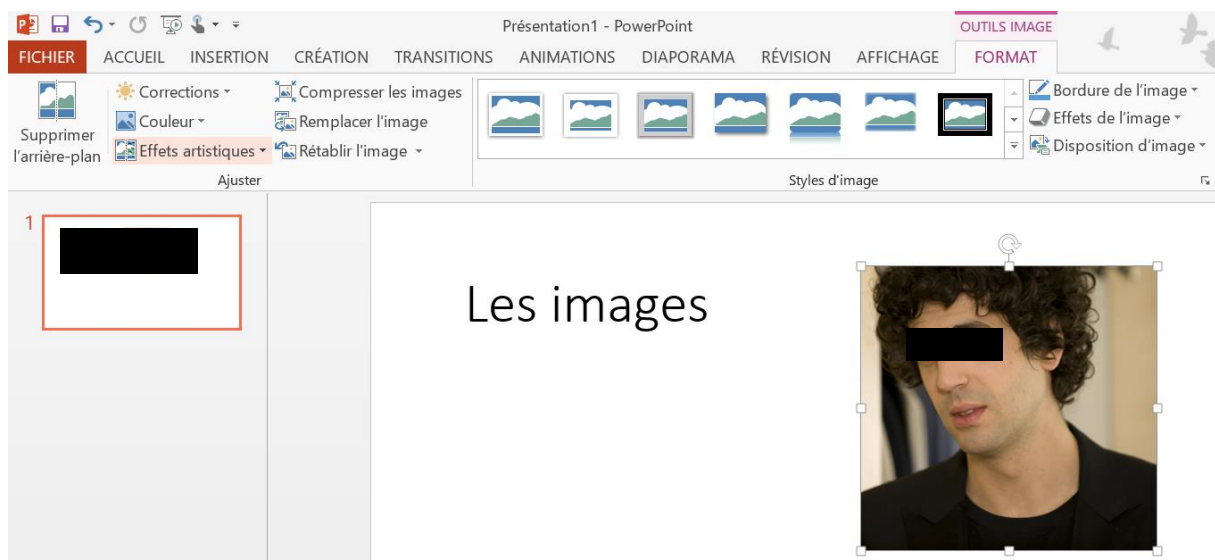 Présentation1 - PowerPoint
OUTILS IMAGE
FICHIER ACCUEIL INSERTION CRÉATION TRANSITIONS ANIMATIONS DIAPORAMA RÉVISION AFFICHAGE FORMAT
Supprimer
l'arrière-plan
Corrections
Couleur
Effets artistiques
Compresser les images
Remplacer l'image
Rétablir l'image
Ajuster
Bordure de l'image
Effets de l'image
Disposition d'image
Styles d'image
1
Les images